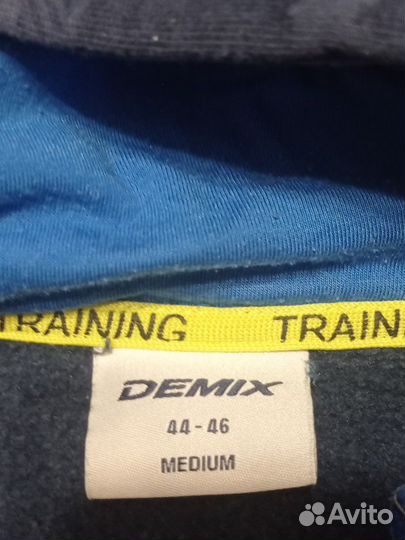 TRAINING TRAIN
DEMIX
44 - 46
MEDIUM
Avito